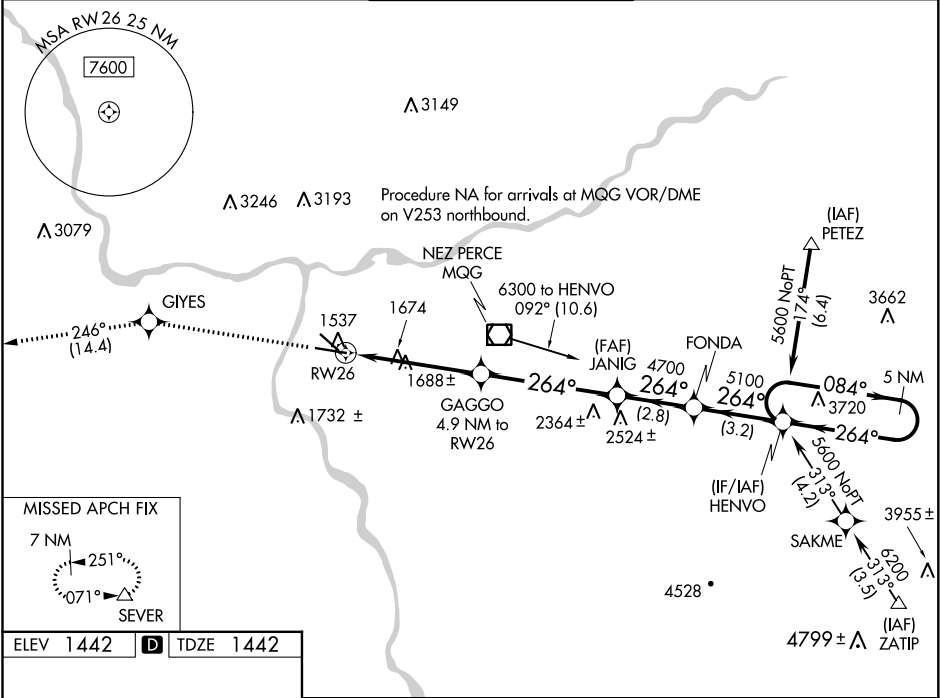 MSA RW26 25 NM
7600
3149
3246
3193
3079
Procedure NA for arrivals at MQG VOR/DME
on V253 northbound.
(IAF)
PETEZ
NEZ PERCE
MQG
6300 to HENVO
092° (10.6)
5600 NoPT
174°
(6.4)
3662
GIYES
246°
(14.4)
1537
1674
RW26
1688±
(FAF)
JANIG
4700
FONDA
5100
084°
5 NM
264°
264°
(2.8)
264°
(3.2)
3720
264°
GAGGO
4.9 NM to
RW26
1732 ±
2364±
2524±
(IF/IAF)
HENVO
5600 NoPT
313°
(4.2)
SAKME
3955±
6200
313°
(3.5)
(IAF)
ZATIP
4528
4799±
MISSED APCH FIX
7 NM
251°
071°
SEVER
ELEV 1442 D TDZE 1442